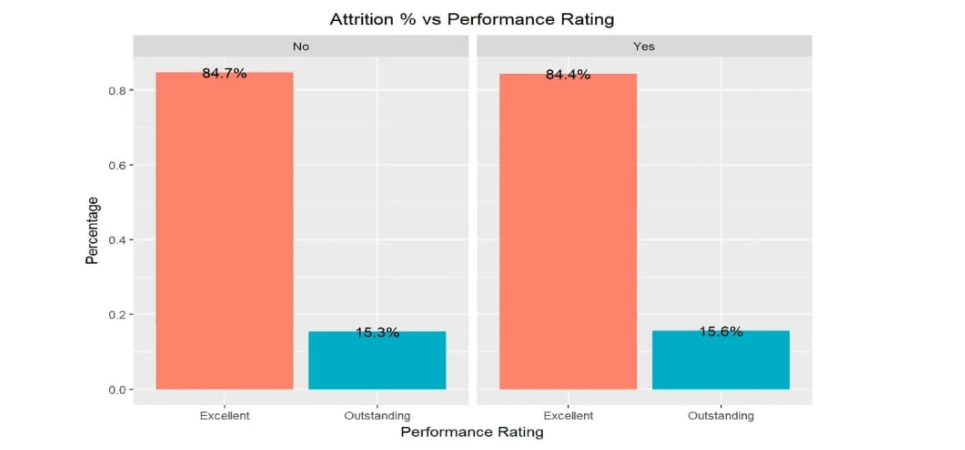 Attrition % vs Performance Rating
No
Yes
84.7%
84.4%
0.8
0.6
Percentage
0.4
0.2
15.3%
15.6%
0.0
Excellent
Outstanding
Excellent
Outstanding
Performance Rating